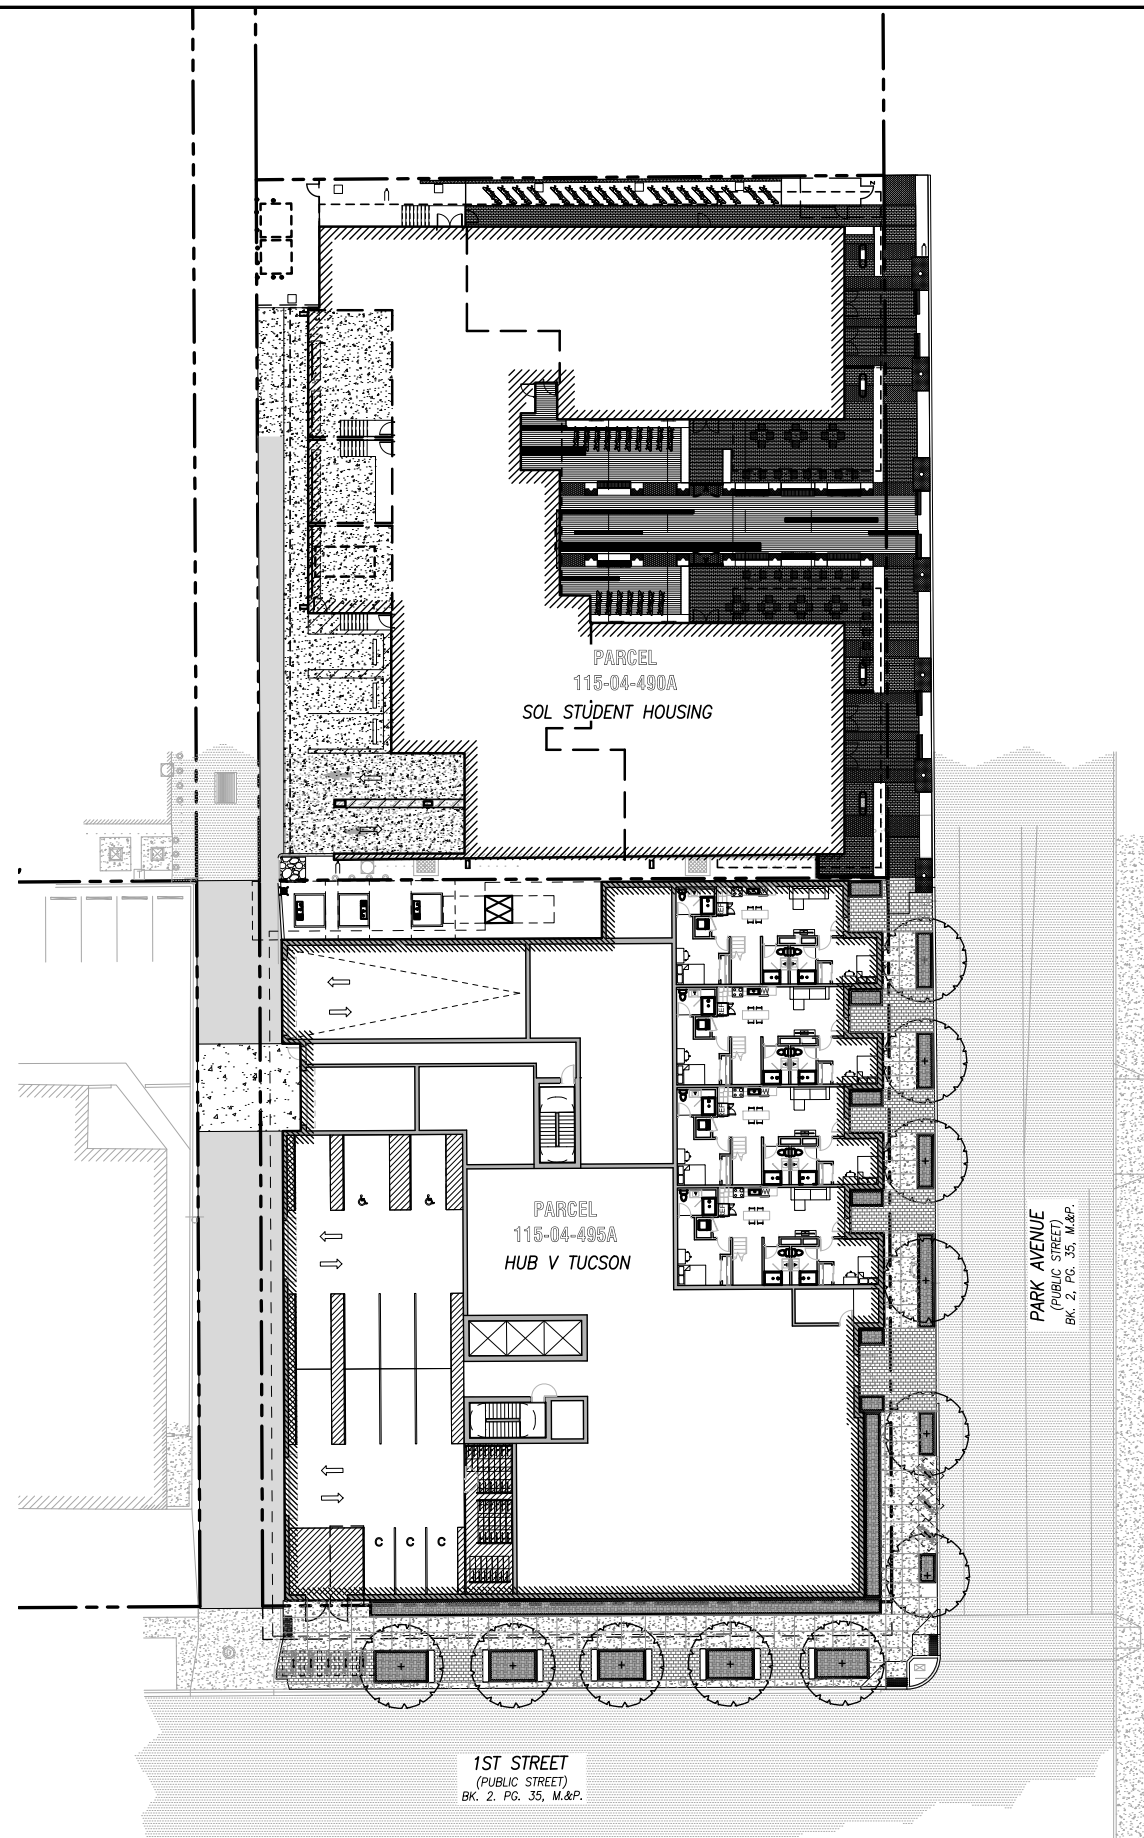 PARCEL
115-04-490A
SOL STUDENT HOUSING
PARCEL
115-04-495A
HUB V TUCSON
PARK AVENUE
(PUBLIC STREET)
BK. 2, PG. 35, M.&P.
C C C
1ST STREET
(PUBLIC STREET)
BK. 2. PG. 35, M.&P.